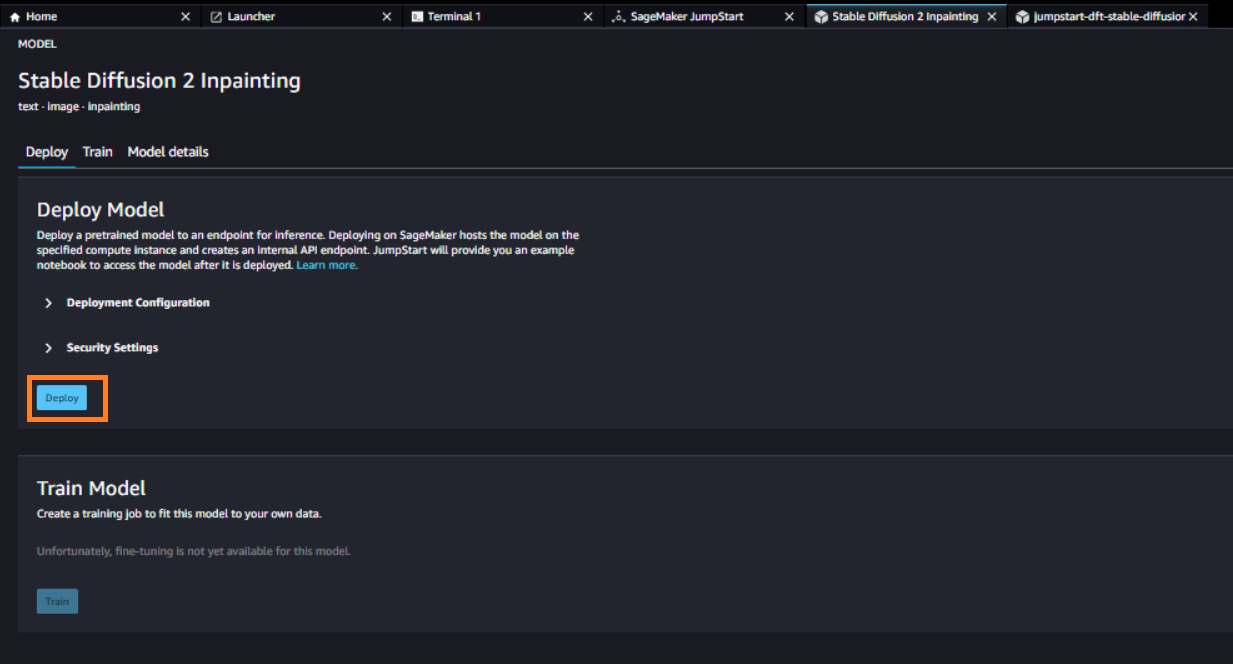 Home
Launcher
Terminal 1
SageMaker JumpStart
Stable Diffusion 2 Inpainting
jumpstart-dft-stable-diffusion
MODEL
Stable Diffusion 2 Inpainting
text - image - inpainting
Deploy Train Model details
Deploy Model
Deploy a pretrained model to an endpoint for inference. Deploying on SageMaker hosts the model on the
specified compute instance and creates an internal API endpoint. JumpStart will provide you an example
notebook to access the model after it is deployed. Learn more.
Deployment Configuration
Security Settings
Deploy
Train Model
Create a training job to fit this model to your own data.
Unfortunately, fine-tuning is not yet available for this model.
Train